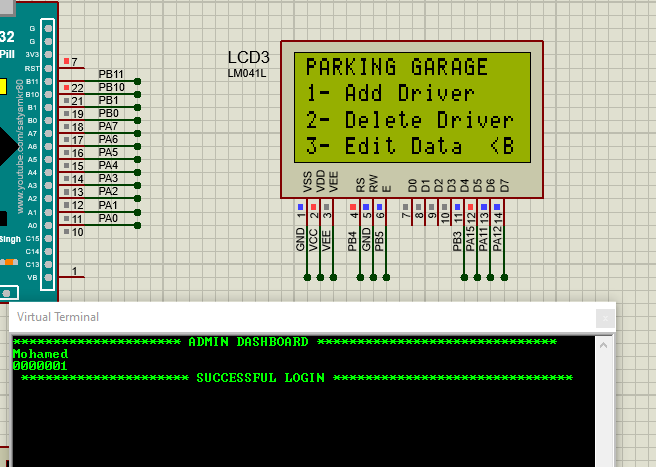 32
Pill
www.youtube.com/satyamkr80
Singh
G
G
3V3
RST
B11
B10
B1
B0
A7
A6
A5
A4
A3
A2
A1
A0
C15
C14
C13
VB
7
22
21
19
18
17
16
15
14
13
12
11
10
1
PB11
PB10
PB1
PB0
PA7
PA6
PA5
PA4
PA3
PA2
PA1
PA0
LCD3
LM041L
PARKING GARAGE
1- Add Driver
2- Delete Driver
3- Edit Data <B
VSS VDD VEE RS RW E D0 D1 D2 D3 D4 D5 D6 D7
1 2 3 4 5 6 7 8 9 10 11 12 13 14
GND VCC VEE PB4 GND PB5 PB3 PA15 PA11 PA12
Virtual Terminal
x
********************* ADMIN DASHBOARD ******************************
Mohamed
0000001
********************* SUCCESSFUL LOGIN ******************************